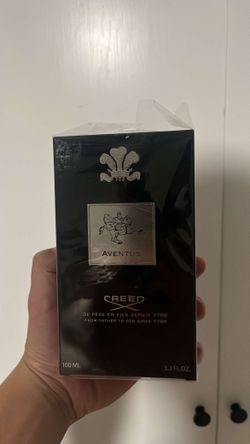 AVENTUS
CREED
DE PÈRE EN FILS DEPUIS 1760
FROM FATHER TO SON SINCE 1760
100 ML
3.3 FL.OZ.